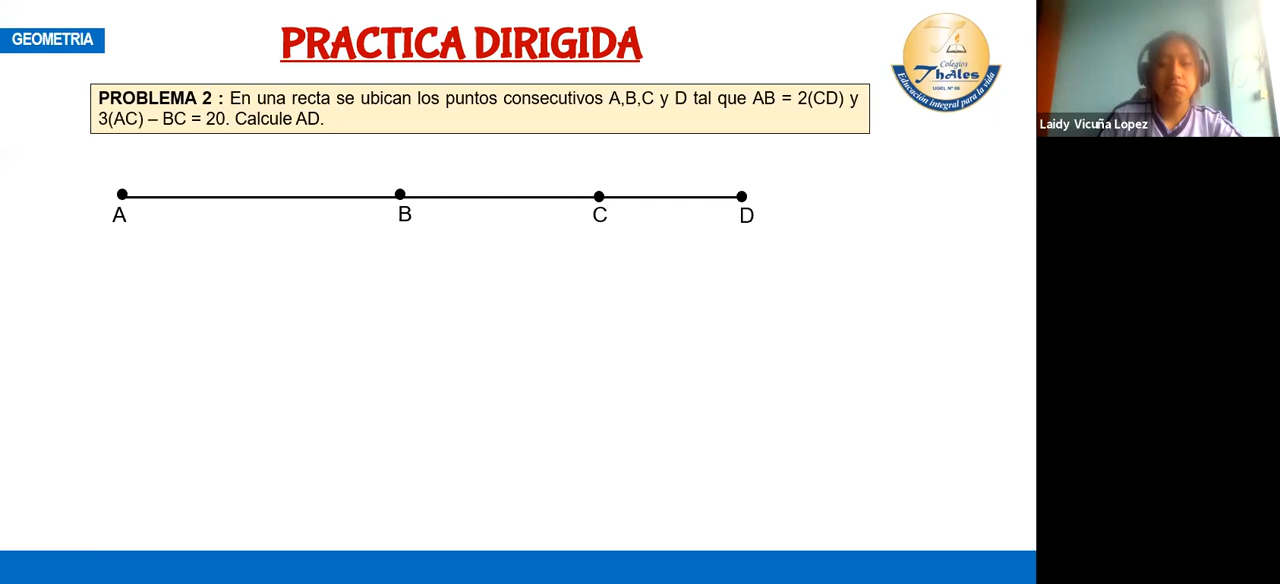 GEOMETRIA
PRACTICA DIRIGIDA
Colegios
Thales
UGEL Nº 06
Educación integral para la vida
PROBLEMA 2 : En una recta se ubican los puntos consecutivos A,B,C y D tal que AB = 2(CD) y
3(AC) – BC = 20. Calcule AD.
Laidy Vicuña Lopez
A B C D